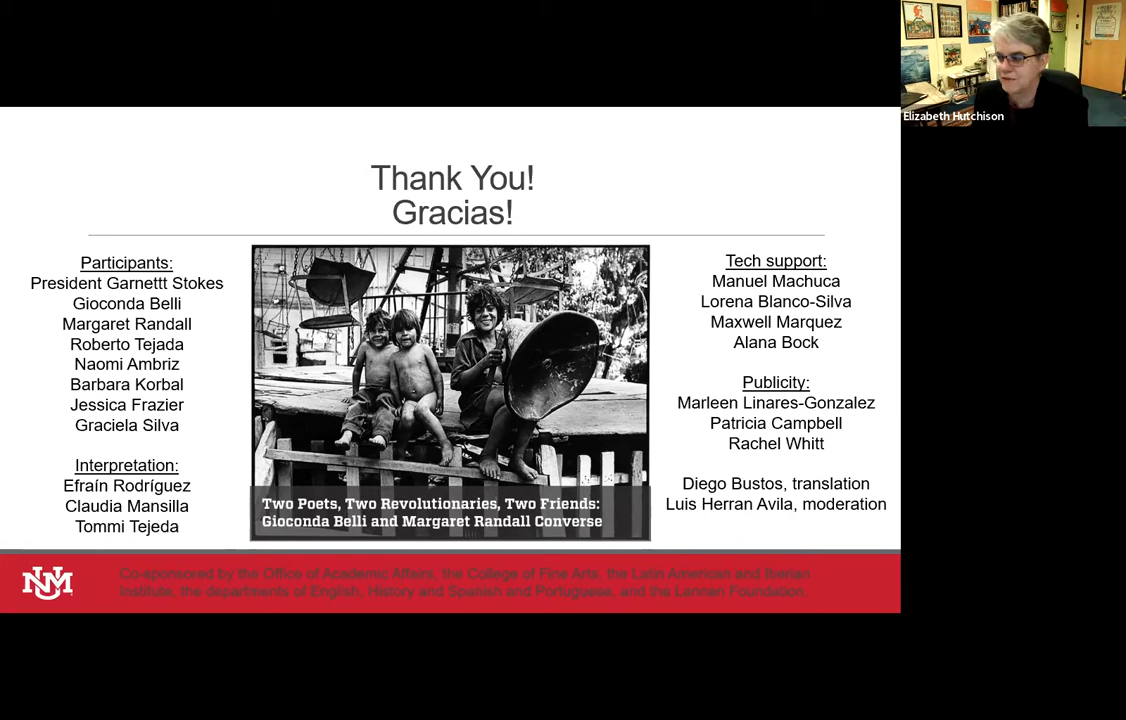 Elizabeth Hutchison
Thank You!
Gracias!
Participants:
President Garnettt Stokes
Gioconda Belli
Margaret Randall
Roberto Tejada
Naomi Ambriz
Barbara Korbal
Jessica Frazier
Graciela Silva
Interpretation:
Efraín Rodríguez
Claudia Mansilla
Tommi Tejeda
Two Poets, Two Revolutionaries, Two Friends:
Gioconda Belli and Margaret Randall Converse
Tech support:
Manuel Machuca
Lorena Blanco-Silva
Maxwell Marquez
Alana Bock
Publicity:
Marleen Linares-Gonzalez
Patricia Campbell
Rachel Whitt
Diego Bustos, translation
Luis Herran Avila, moderation
UNM
Co-sponsored by the Office of Academic Affairs, the College of Fine Arts, the Latin American and Iberian
Institute, the departments of English, History and Spanish and Portuguese, and the Lannan Foundation.